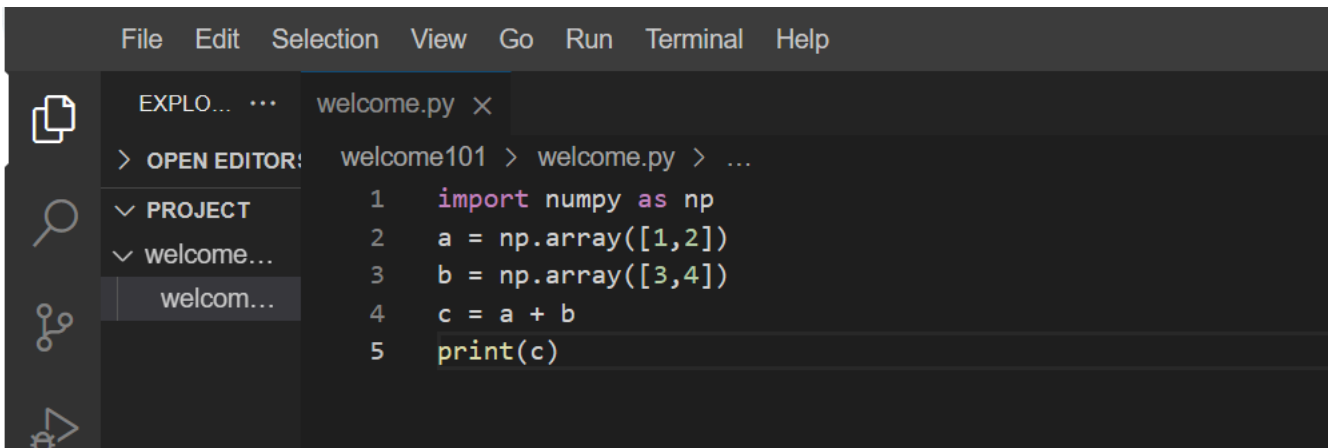 File Edit Selection View Go Run Terminal Help
EXPLO... ···
OPEN EDITORS
PROJECT
welcome...
welcom...
welcome.py ×
welcome101 > welcome.py > ...
1 import numpy as np
2 a = np.array([1,2])
3 b = np.array([3,4])
4 c = a + b
5 print(c)